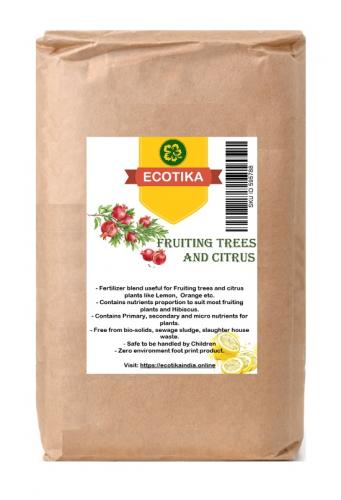 ECOTIKA
SKU ID 595788
FRUITING TREES
AND CITRUS
- Fertilizer blend useful for Fruiting trees and citrus
plants like Lemon, Orange etc.
- Contains nutrients proportion to suit most fruiting
plants and Hibiscus.
- Contains Primary, secondary and micro nutrients for
plants.
- Free from bio-solids, sewage sludge, slaughter house
waste.
- Safe to be handled by Children
- Zero environment foot print product.
Visit: https://ecotikaindia.online